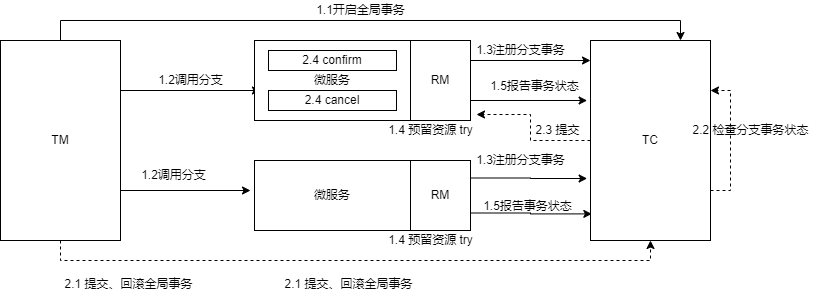 1.1开启全局事务
TM
1.2调用分支
2.4 confirm
微服务
2.4 cancel
RM
1.4 预留资源 try
1.3注册分支事务
1.5报告事务状态
2.3 提交
TC
2.2 检查分支事务状态
1.2调用分支
微服务
RM
1.4 预留资源 try
1.3注册分支事务
1.5报告事务状态
2.1 提交、回滚全局事务
2.1 提交、回滚全局事务